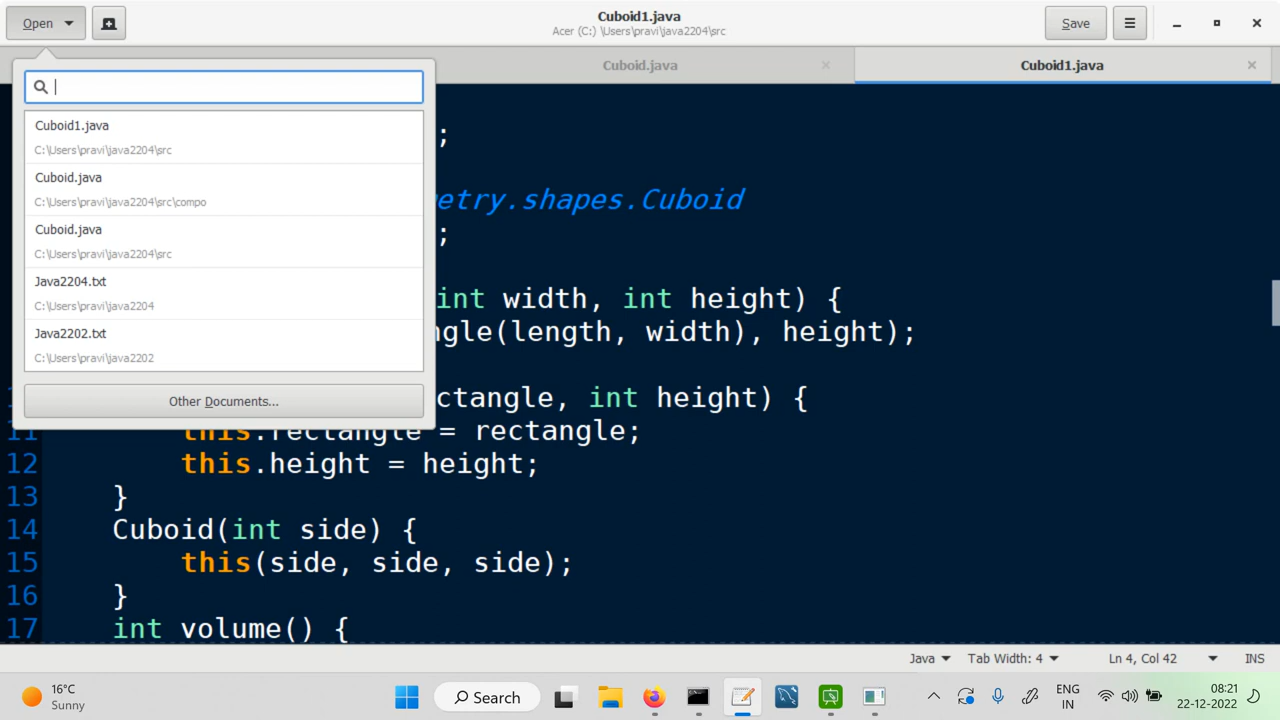 Open
Cuboid1.java
Acer (C:) \Users\pravi\java2204\src
Save
Cuboid.java
Cuboid1.java
Cuboid1.java
C:\Users\pravi\java2204\src
Cuboid.java
C:\Users\pravi\java2204\src\compo
Cuboid.java
C:\Users\pravi\java2204\src
Java2204.txt
C:\Users\pravi\java2204
Java2202.txt
C:\Users\pravi\java2202
Other Documents...
;
etry.shapes.Cuboid
;
int width, int height) {
ngle(length, width), height);
ctangle, int height) {
11 this.rectangle = rectangle;
12 this.height = height;
13 }
14 Cuboid(int side) {
15 this(side, side, side);
16 }
17 int volume() {
Java
Tab Width: 4
Ln 4, Col 42
INS
16°C
Sunny
Search
ENG
IN
08:21
22-12-2022